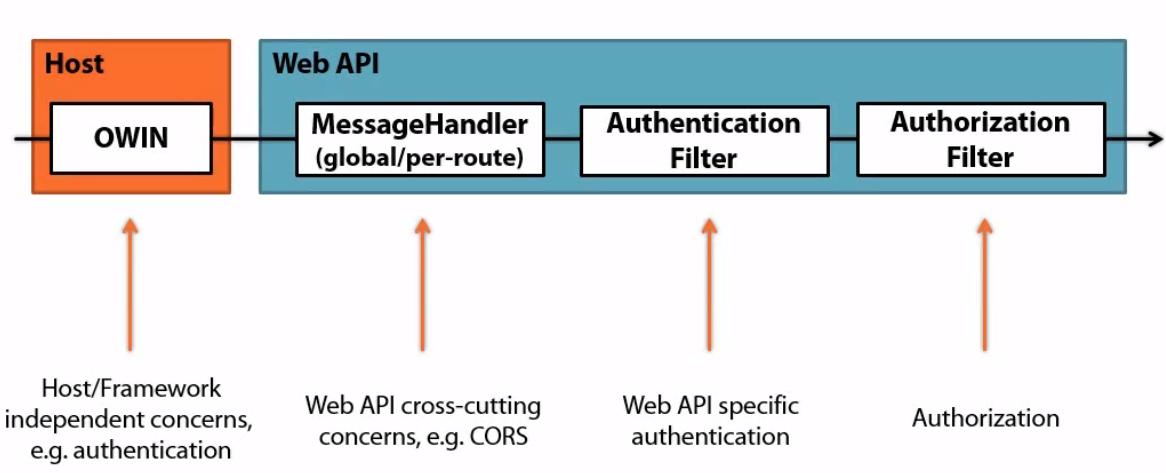 Host
Web API
OWIN
MessageHandler
(global/per-route)
Authentication
Filter
Authorization
Filter
Host/Framework
independent concerns,
e.g. authentication
Web API cross-cutting
concerns, e.g. CORS
Web API specific
authentication
Authorization